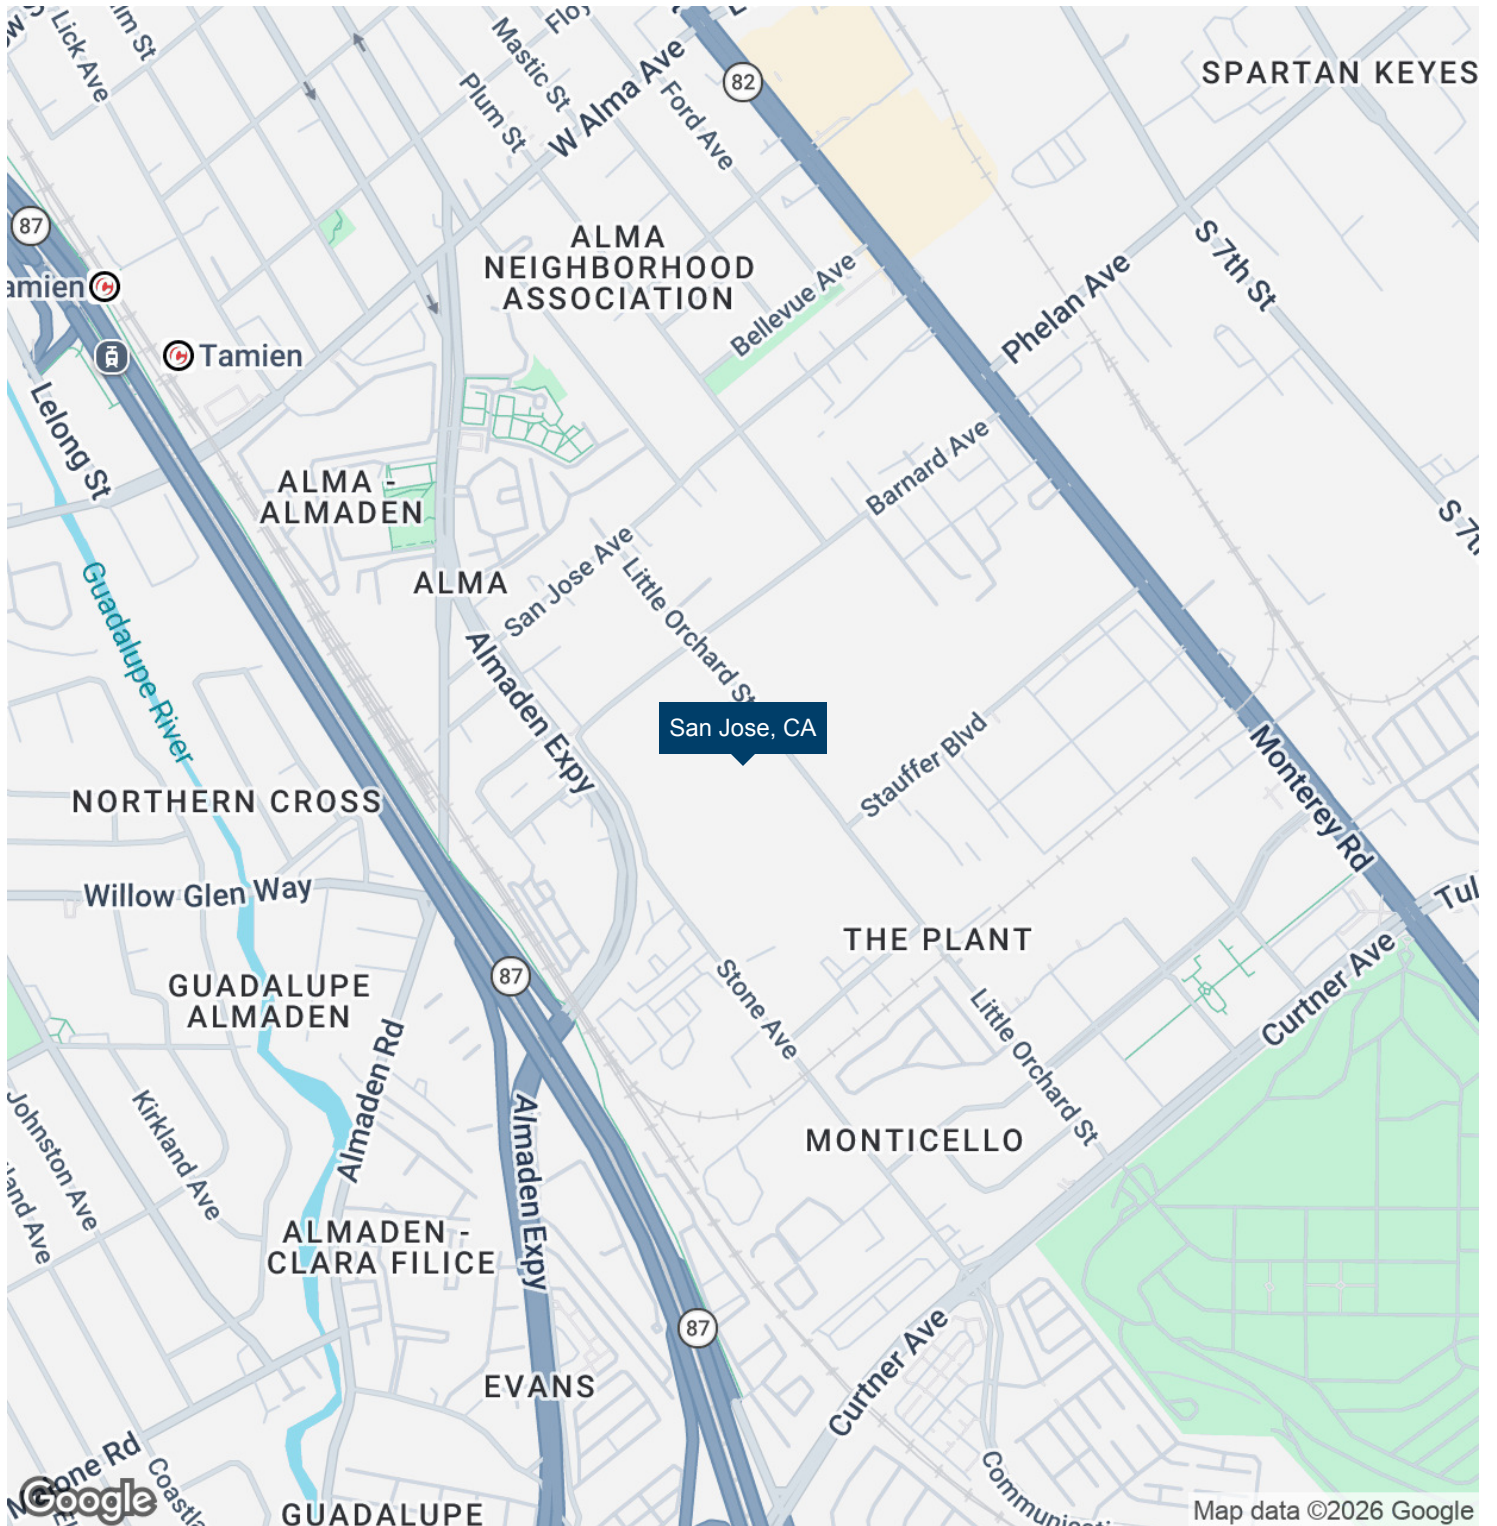 Lick Ave
Mastic St
Plum St
W Alma Ave
Ford Ave
82
SPARTAN KEYES
87
ALMA
NEIGHBORHOOD
ASSOCIATION
S 7th St
Phelan Ave
Bellevue Ave
Tamien
Lelong St
Barnard Ave
ALMA -
ALMADEN
San Jose Ave
ALMA
Little Orchard St
Guadalupe River
Almaden Expy
San Jose, CA
Stauffer Blvd
Monterey Rd
NORTHERN CROSS
Willow Glen Way
THE PLANT
Curtner Ave
87
GUADALUPE
ALMADEN
Stone Ave
Little Orchard St
Almaden Rd
Almaden Expy
Johnston Ave
Kirkland Ave
MONTICELLO
ALMADEN -
CLARA FILICE
87
Curtner Ave
EVANS
GUADALUPE
Google
Map data ©2026 Google